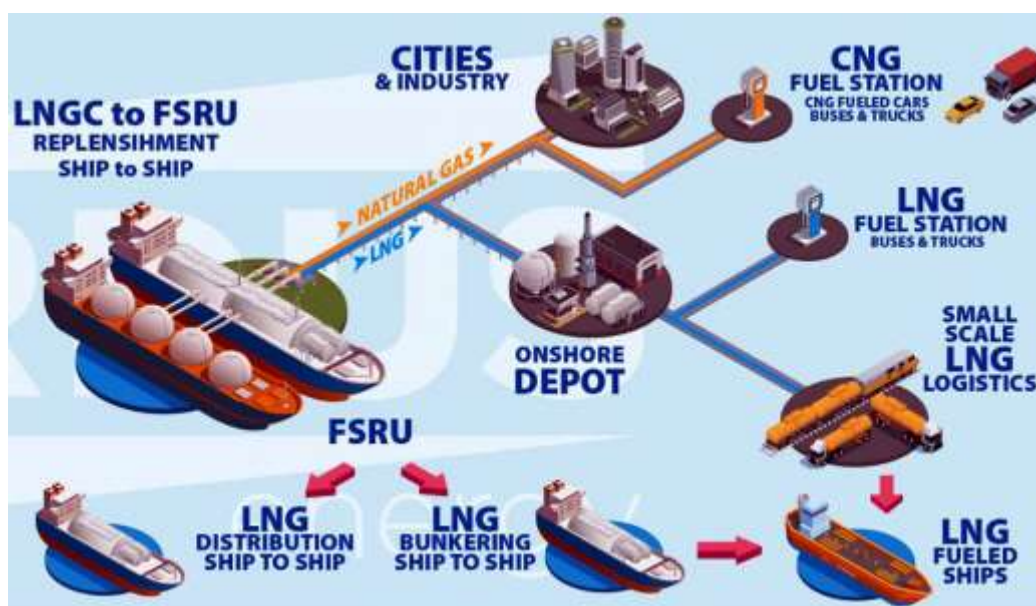 LNGC to FSRU
REPLENSIHMENT
SHIP to SHIP
CITIES
& INDUSTRY
CNG
FUEL STATION
CNG FUELED CARS
BUSES & TRUCKS
NATURAL GAS
LNG
LNG
FUEL STATION
BUSES & TRUCKS
ONSHORE
DEPOT
SMALL
SCALE
LNG
LOGISTICS
FSRU
LNG
DISTRIBUTION
SHIP TO SHIP
LNG
BUNKERING
SHIP TO SHIP
LNG
FUELED
SHIPS
energy